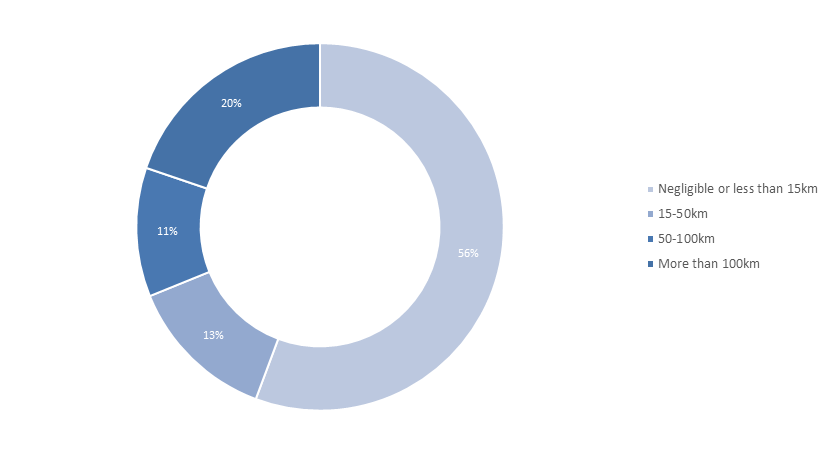 20%
Negligible or less than 15km
15-50km
11%
50-100km
56%
More than 100km
13%